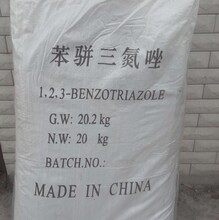 苯骈三氮唑
1,2,3-BENZOTRIAZOLE
G.W: 20.2 kg
N.W: 20 kg
BATCH.NO.:
MADE IN CHINA